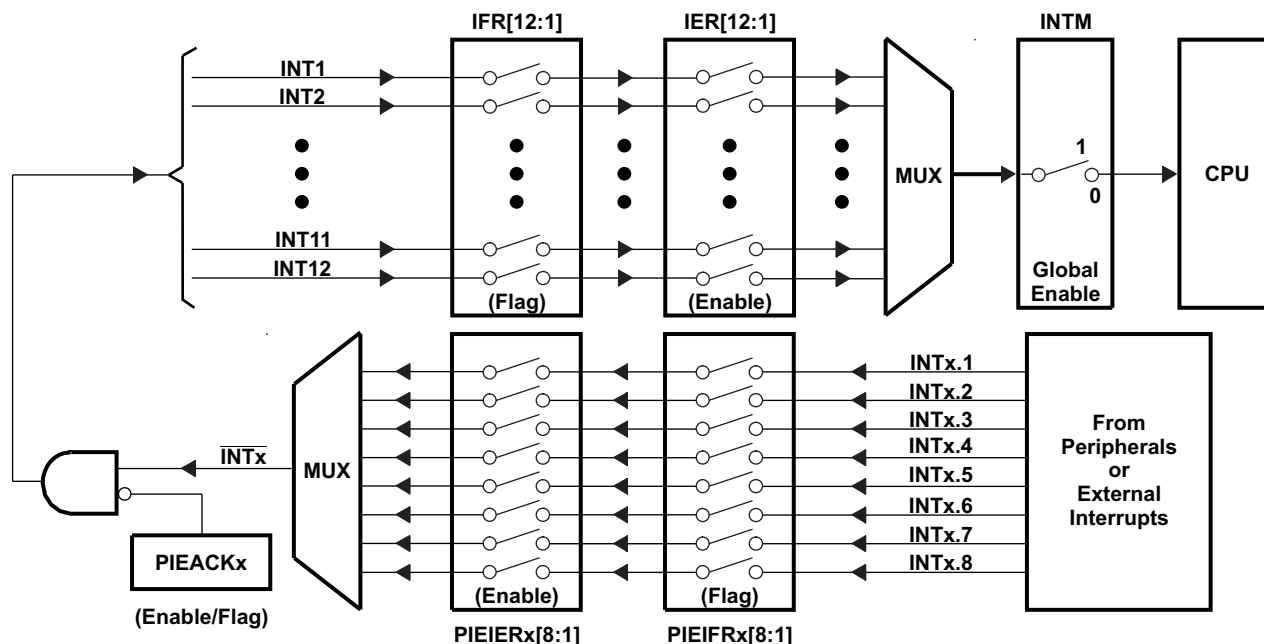 IFR[12:1]
IER[12:1]
INTM
INT1
INT2
INT11
INT12
(Flag)
(Enable)
MUX
1
0
Global
Enable
CPU
INTx
MUX
PIEACKx
(Enable/Flag)
(Enable)
(Flag)
PIEIERx[8:1]
PIEIFRx[8:1]
INTx.1
INTx.2
INTx.3
INTx.4
INTx.5
INTx.6
INTx.7
INTx.8
From
Peripherals
or
External
Interrupts